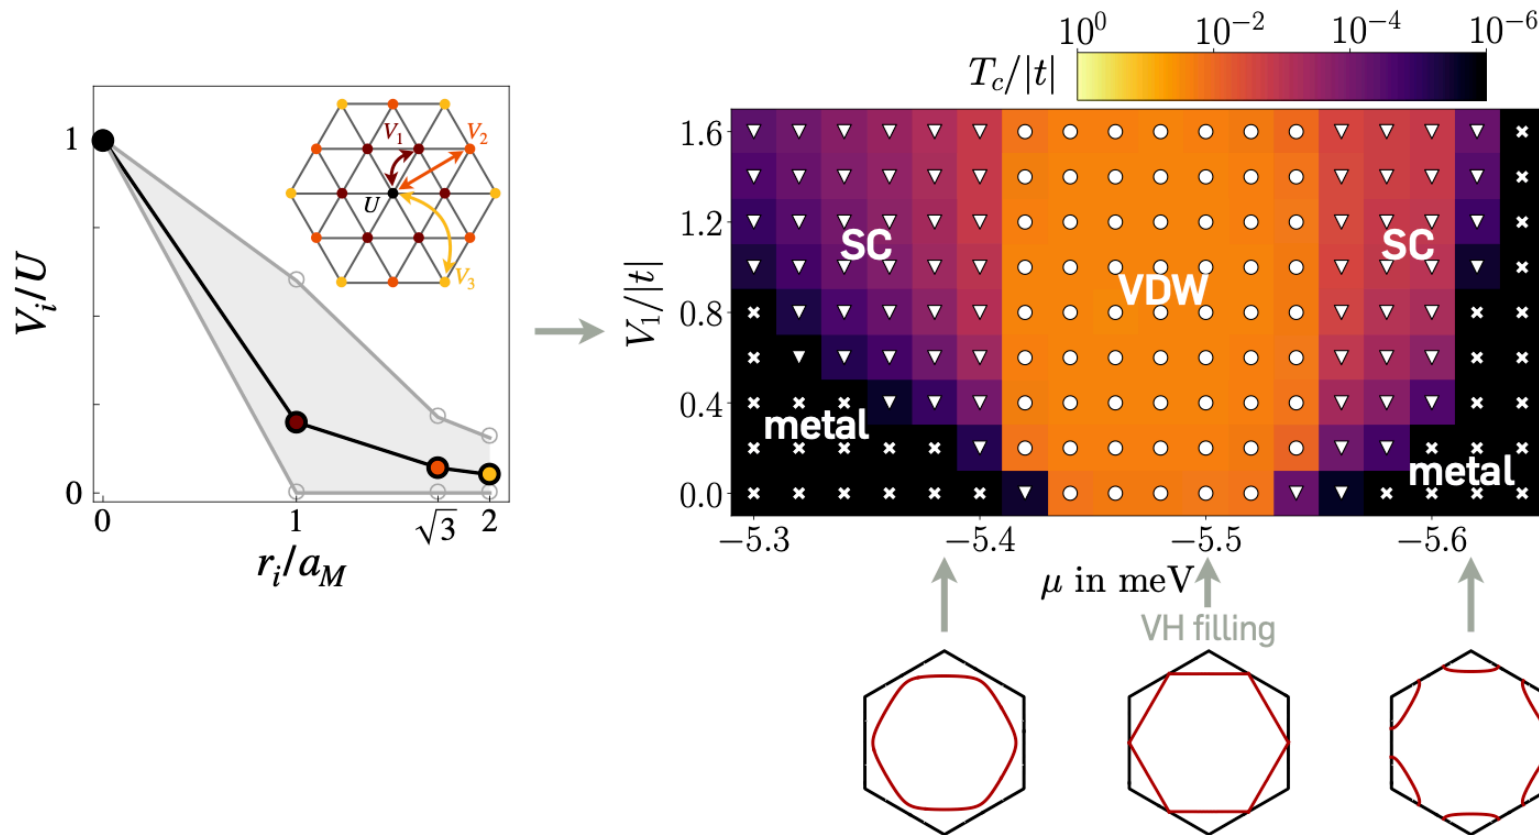 10^0 10^{-2} 10^{-4} 10^{-6}
T_c/|t|
V_i/U
1
0
0 1 √3 2
r_i/a_M
V_1
V_2
U
V_3
V_1/|t|
1.6
1.2
0.8
0.4
0.0
SC
SC
VDW
metal
metal
−5.3 −5.4 −5.5 −5.6
μ in meV
VH filling